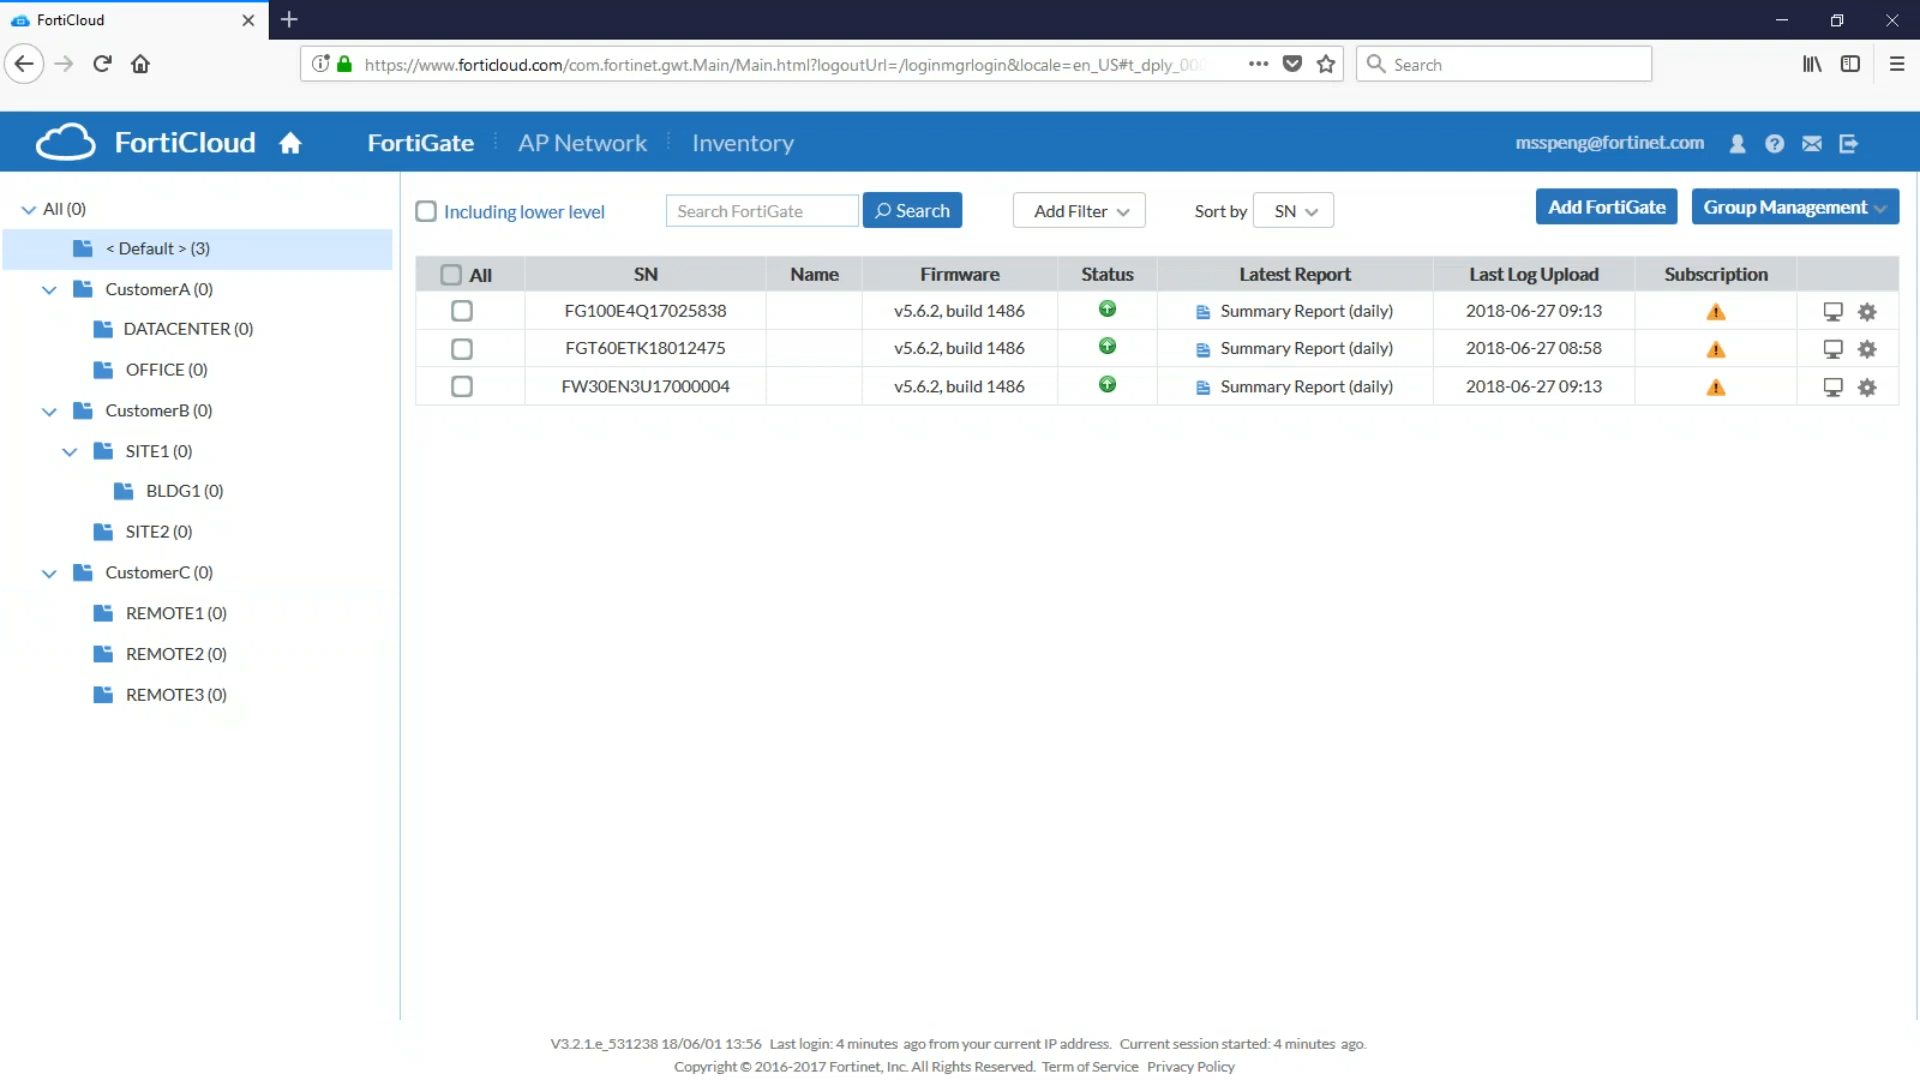 FortiCloud
https://www.forticloud.com/com.fortinet.gwt.Main/Main.html?logoutUrl=/loginmgrlogin&locale=en_US#t_dply_00
Search
FortiCloud FortiGate AP Network Inventory msspeng@fortinet.com
All (0)
< Default > (3)
CustomerA (0)
DATACENTER (0)
OFFICE (0)
CustomerB (0)
SITE1 (0)
BLDG1 (0)
SITE2 (0)
CustomerC (0)
REMOTE1 (0)
REMOTE2 (0)
REMOTE3 (0)
Including lower level Search FortiGate Search Add Filter Sort by SN Add FortiGate Group Management
All SN Name Firmware Status Latest Report Last Log Upload Subscription
FG100E4Q17025838 v5.6.2, build 1486 Summary Report (daily) 2018-06-27 09:13
FGT60ETK18012475 v5.6.2, build 1486 Summary Report (daily) 2018-06-27 08:58
FW30EN3U17000004 v5.6.2, build 1486 Summary Report (daily) 2018-06-27 09:13
V3.2.1.e_531238 18/06/01 13:56 Last login: 4 minutes ago from your current IP address. Current session started: 4 minutes ago.
Copyright © 2016-2017 Fortinet, Inc. All Rights Reserved. Term of Service Privacy Policy